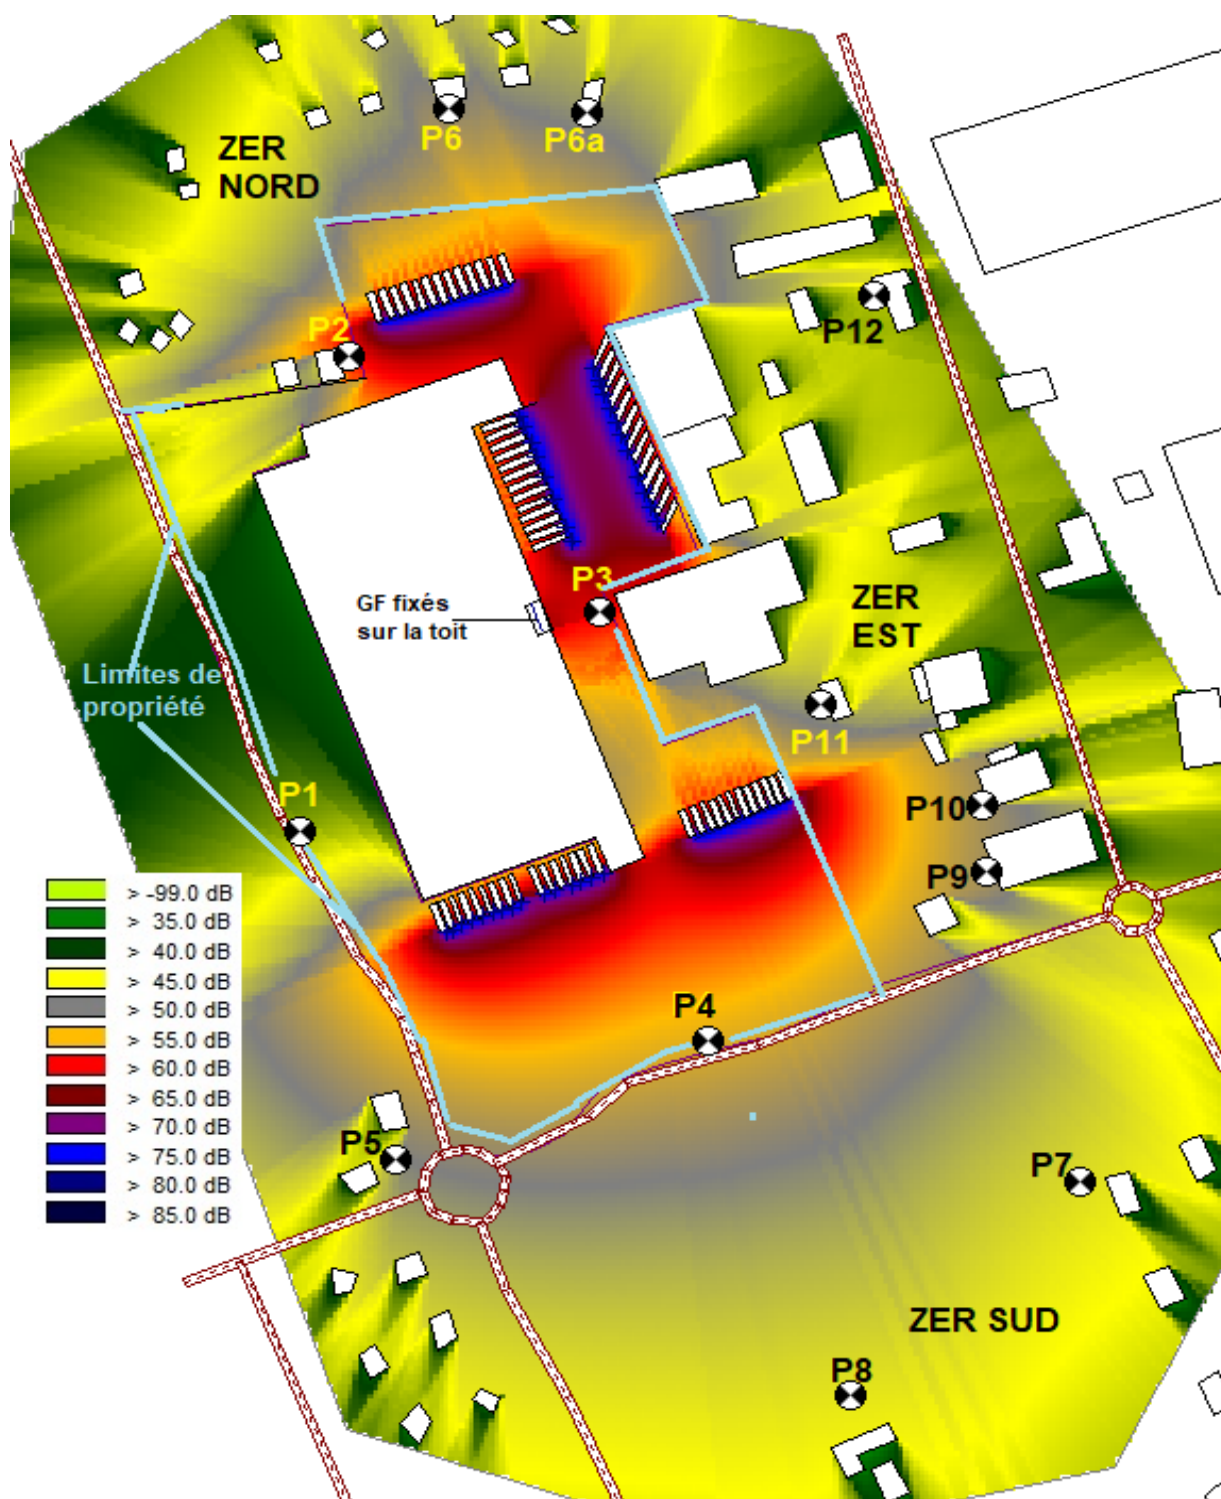 P6
P6a
ZER
NORD
P2
P12
P3
GF fixés
sur la toit
ZER
EST
Limites de
propriété
P11
P1
P10
P9
> -99.0 dB
> 35.0 dB
> 40.0 dB
> 45.0 dB
> 50.0 dB
> 55.0 dB
> 60.0 dB
> 65.0 dB
> 70.0 dB
> 75.0 dB
> 80.0 dB
> 85.0 dB
P4
P5
P7
ZER SUD
P8